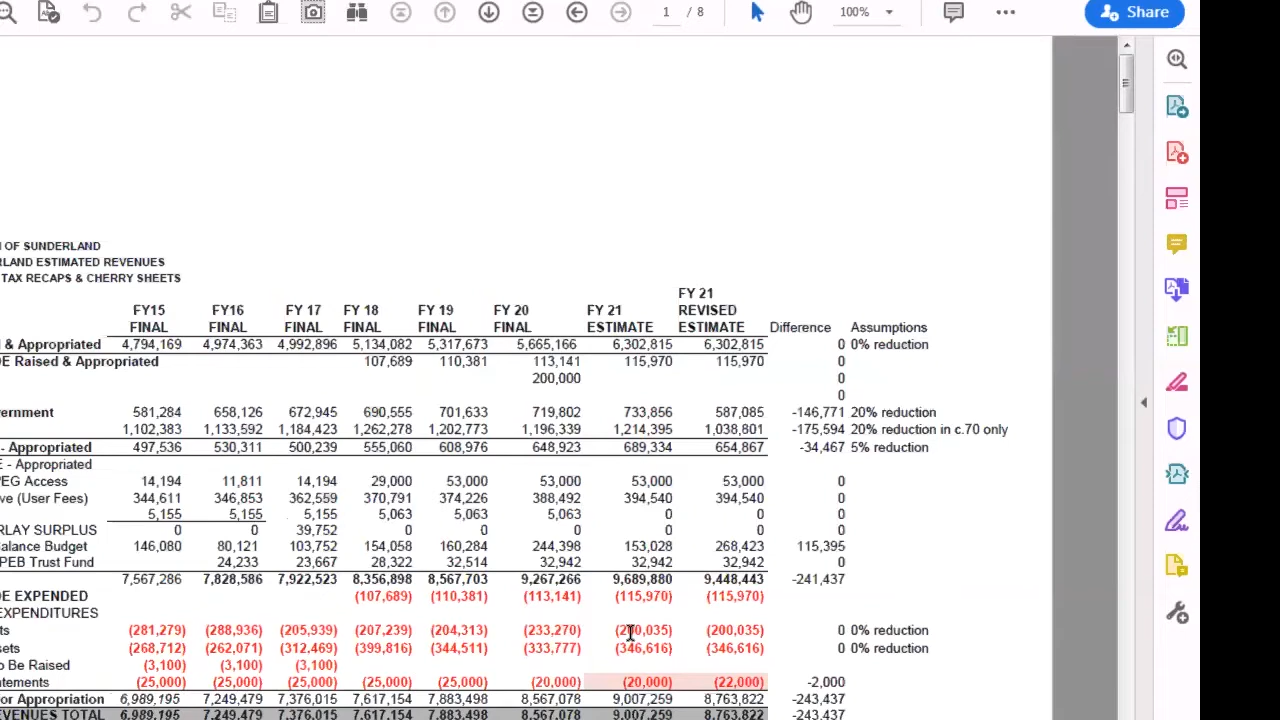 1 / 8 100% Share
OF SUNDERLAND
RLAND ESTIMATED REVENUES
TAX RECAPS & CHERRY SHEETS
FY 21
FY15 FY16 FY 17 FY 18 FY 19 FY 20 FY 21 REVISED
FINAL FINAL FINAL FINAL FINAL FINAL ESTIMATE ESTIMATE Difference Assumptions
& Appropriated 4,794,169 4,974,363 4,992,896 5,134,082 5,317,673 5,665,166 6,302,815 6,302,815 0 0% reduction
DE Raised & Appropriated 107,689 110,381 113,141 115,970 115,970 0
200,000 0
0
vernment 581,284 658,126 672,945 690,555 701,633 719,802 733,856 587,085 -146,771 20% reduction
1,102,383 1,133,592 1,184,423 1,262,278 1,202,773 1,196,339 1,214,395 1,038,801 -175,594 20% reduction in c.70 only
- Appropriated 497,536 530,311 500,239 555,060 608,976 648,923 689,334 654,867 -34,467 5% reduction
E - Appropriated
PEG Access 14,194 11,811 14,194 29,000 53,000 53,000 53,000 53,000 0
ve (User Fees) 344,611 346,853 362,559 370,791 374,226 388,492 394,540 394,540 0
5,155 5,155 5,155 5,063 5,063 5,063 0 0 0
RLAY SURPLUS 0 0 39,752 0 0 0
alance Budget 146,080 80,121 103,752 154,058 160,284 244,398 153,028 268,423 115,395
PEB Trust Fund 24,233 23,667 28,322 32,514 32,942 32,942 32,942 0
7,567,286 7,828,586 7,922,523 8,356,898 8,567,703 9,267,266 9,689,880 9,448,443 -241,437
DE EXPENDED (107,689) (110,381) (113,141) (115,970) (115,970)
EXPENDITURES
ts (281,279) (288,936) (205,939) (207,239) (204,313) (233,270) (200,035) (200,035) 0 0% reduction
sets (268,712) (262,071) (312,469) (399,816) (344,511) (333,777) (346,616) (346,616) 0 0% reduction
o Be Raised (3,100) (3,100) (3,100)
tements (25,000) (25,000) (25,000) (25,000) (25,000) (20,000) (20,000) (22,000) -2,000
or Appropriation 6,989,195 7,249,479 7,376,015 7,617,154 7,883,498 8,567,078 9,007,259 8,763,822 -243,437
REVENUES TOTAL 6,989,195 7,249,479 7,376,015 7,617,154 7,883,498 8,567,078 9,007,259 8,763,822 -243,437